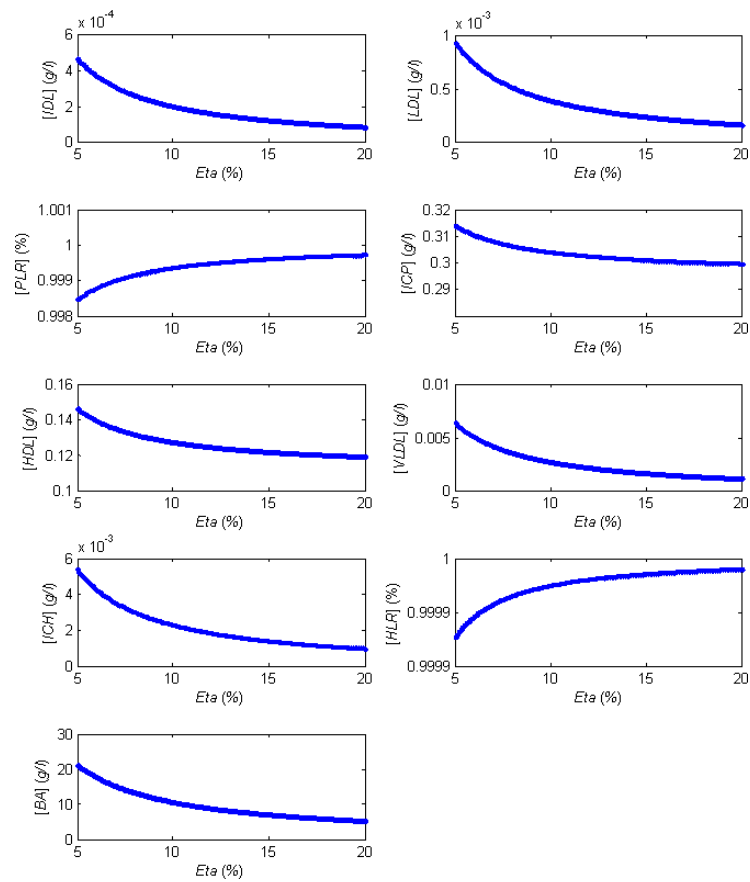 x 10⁻⁴
6
4
2
0
[IDL] (g/l)
5 10 15 20
Eta (%)
x 10⁻³
1
0.5
0
[LDL] (g/l)
5 10 15 20
Eta (%)
1.001
1
0.999
0.998
[PLR] (%)
5 10 15 20
Eta (%)
0.32
0.31
0.3
0.29
[ICP] (g/l)
5 10 15 20
Eta (%)
0.16
0.14
0.12
0.1
[HDL] (g/l)
5 10 15 20
Eta (%)
0.01
0.005
0
[VLDL] (g/l)
5 10 15 20
Eta (%)
x 10⁻³
6
4
2
0
[ICH] (g/l)
5 10 15 20
Eta (%)
1
0.9999
0.9999
[HLR] (%)
5 10 15 20
Eta (%)
30
20
10
0
[BA] (g/l)
5 10 15 20
Eta (%)